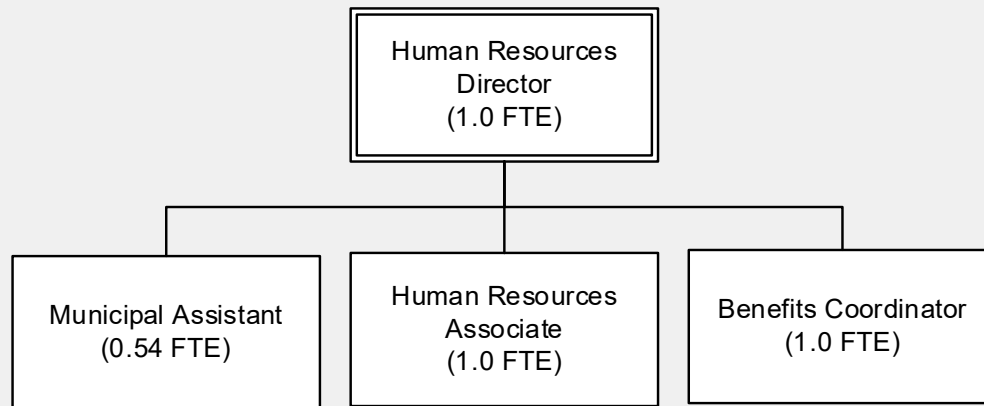 Human Resources
Director
(1.0 FTE)
Municipal Assistant
(0.54 FTE)
Human Resources
Associate
(1.0 FTE)
Benefits Coordinator
(1.0 FTE)